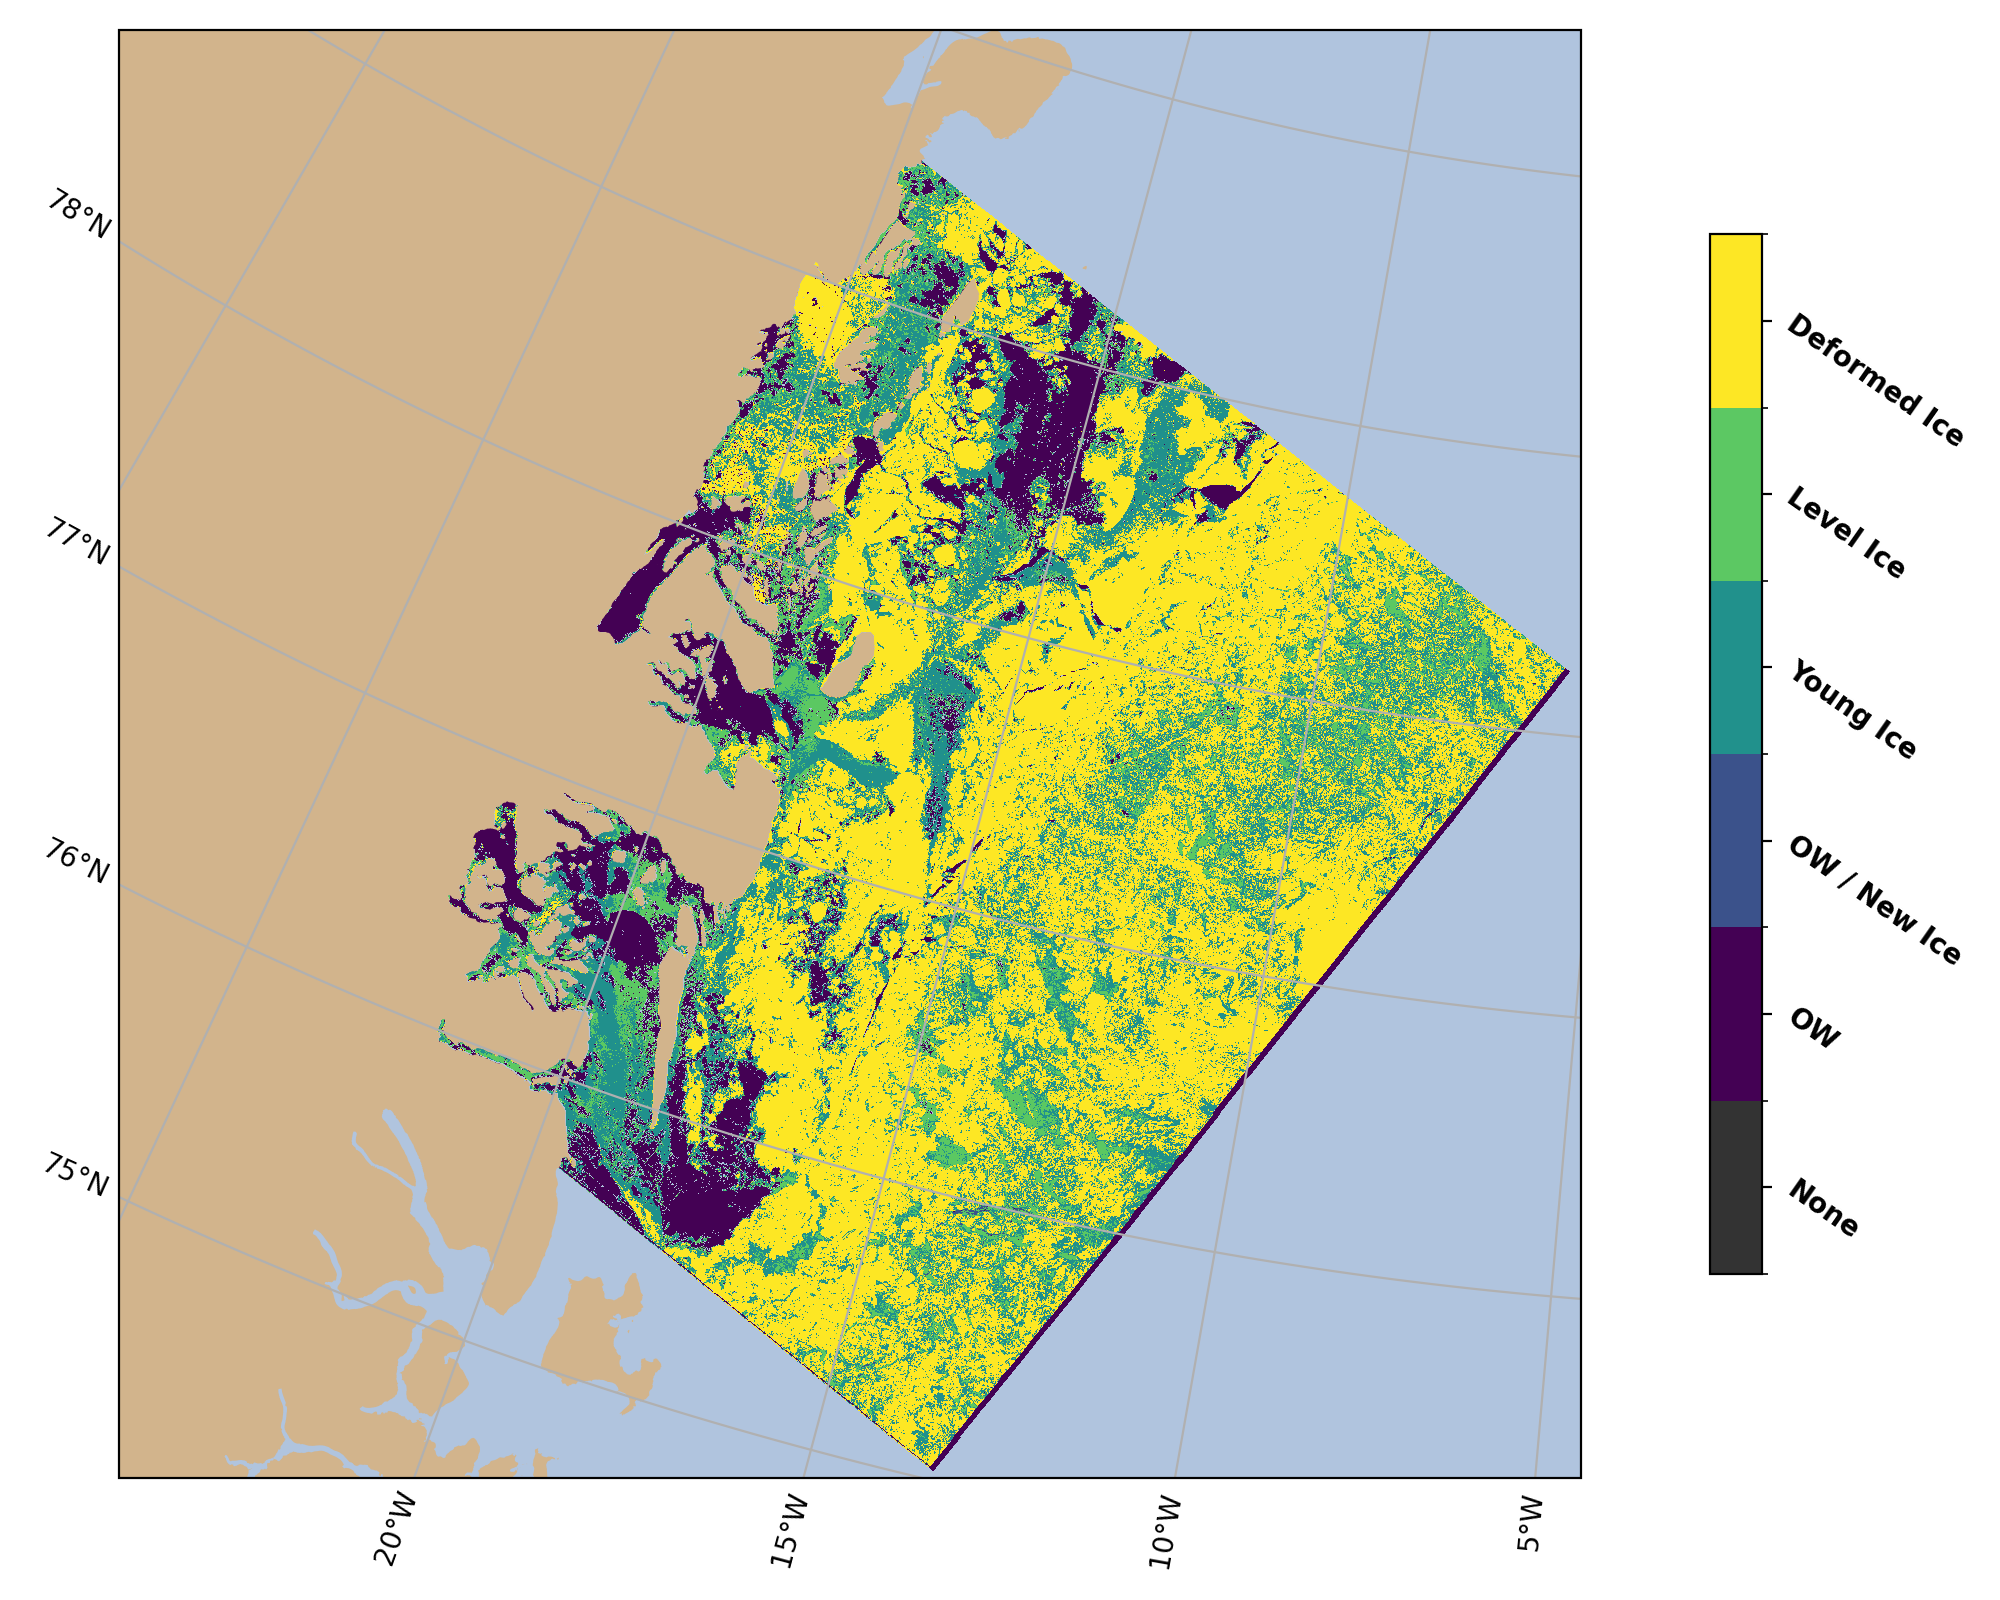 78°N
77°N
76°N
75°N
20°W
15°W
10°W
5°W
Deformed Ice
Level Ice
Young Ice
OW / New Ice
OW
None